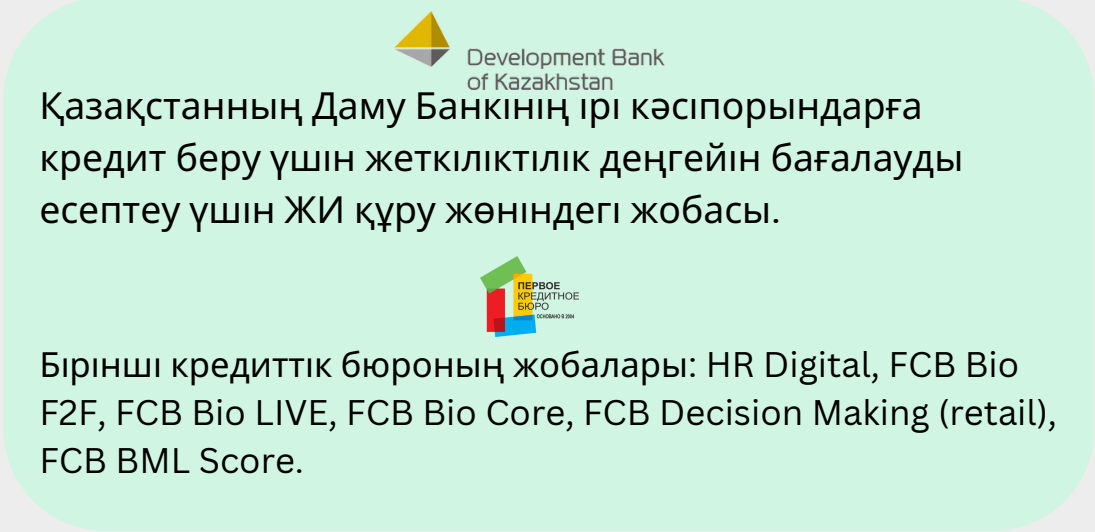 Development Bank
of Kazakhstan
Қазақстанның Даму Банкінің ірі кәсіпорындарға
кредит беру үшін жеткіліктілік деңгейін бағалауды
есептеу үшін ЖИ құру жөніндегі жобасы.
ПЕРВОЕ
КРЕДИТНОЕ
БЮРО
ОСНОВАНО В 2004
Бірінші кредиттік бюроның жобалары: HR Digital, FCB Bio
F2F, FCB Bio LIVE, FCB Bio Core, FCB Decision Making (retail),
FCB BML Score.